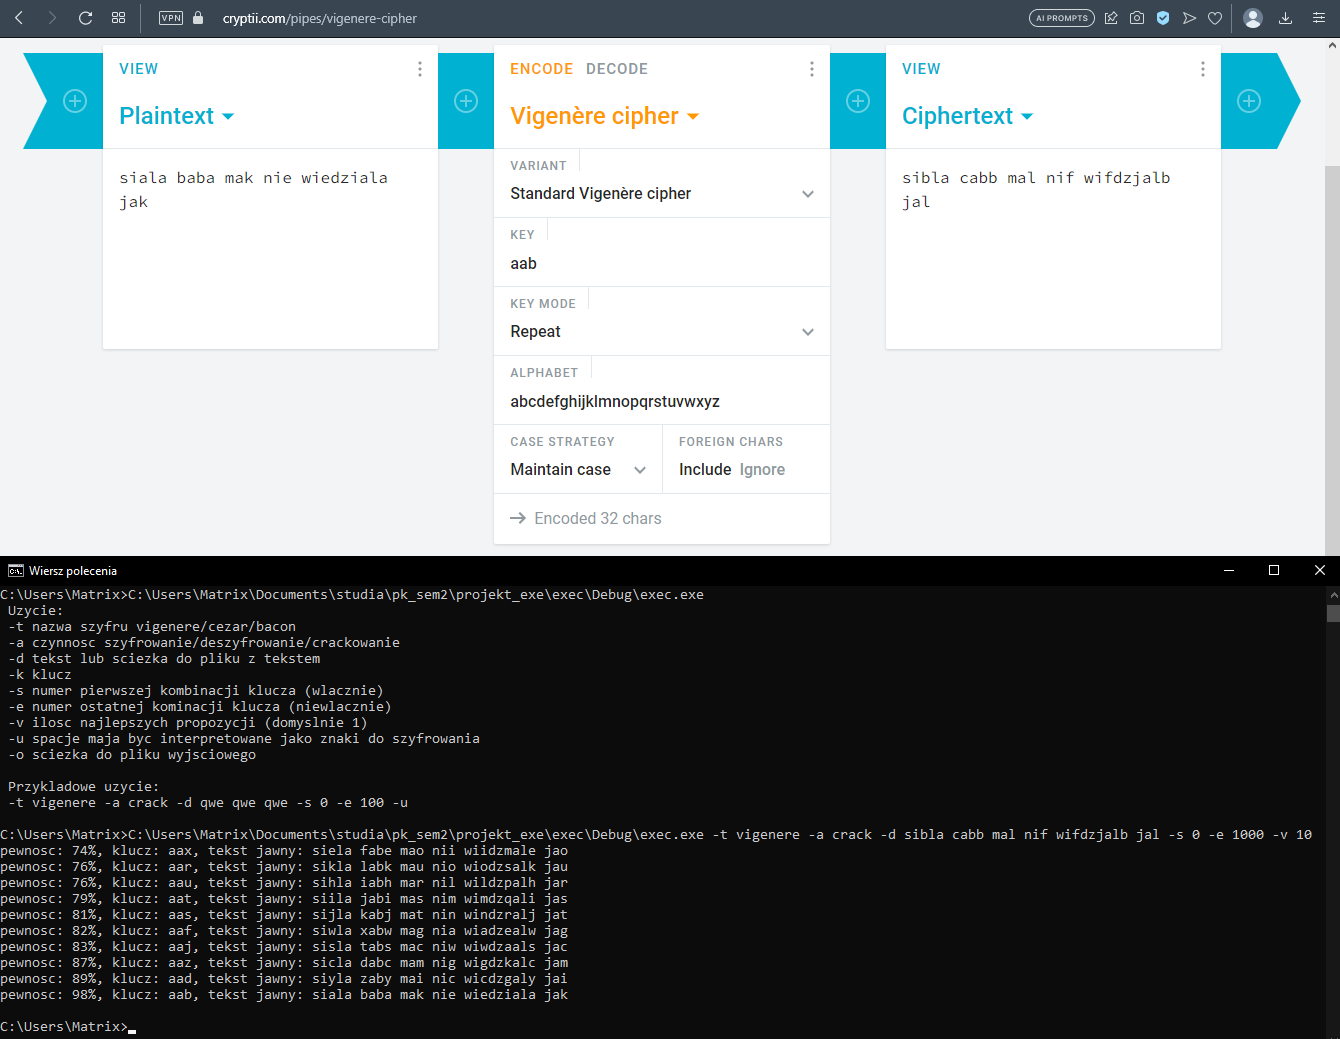 VPN cryptii.com/pipes/vigenere-cipher AI PROMPTS
VIEW
Plaintext
siala baba mak nie wiedziala
jak
ENCODE DECODE
Vigenère cipher
VARIANT
Standard Vigenère cipher
KEY
aab
KEY MODE
Repeat
ALPHABET
abcdefghijklmnopqrstuvwxyz
CASE STRATEGY
Maintain case
FOREIGN CHARS
Include Ignore
→ Encoded 32 chars
VIEW
Ciphertext
sibla cabb mal nif wifdzjalb
jal
C:\. Wiersz polecenia
C:\Users\Matrix>C:\Users\Matrix\Documents\studia\pk_sem2\projekt_exe\exec\Debug\exec.exe
Uzycie:
-t nazwa szyfru vigenere/cezar/bacon
-a czynnosc szyfrowanie/deszyfrowanie/crackowanie
-d tekst lub sciezka do pliku z tekstem
-k klucz
-s numer pierwszej kombinacji klucza (wlacznie)
-e numer ostatnej kominacji klucza (niewlacznie)
-v ilosc najlepszych propozycji (domyslnie 1)
-u spacje maja byc interpretowane jako znaki do szyfrowania
-o sciezka do pliku wyjsciowego
Przykladowe uzycie:
-t vigenere -a crack -d qwe qwe qwe -s 0 -e 100 -u
C:\Users\Matrix>C:\Users\Matrix\Documents\studia\pk_sem2\projekt_exe\exec\Debug\exec.exe -t vigenere -a crack -d sibla cabb mal nif wifdzjalb jal -s 0 -e 1000 -v 10
pewnosc: 74%, klucz: aax, tekst jawny: siela fabe mao nii wiidzmale jao
pewnosc: 76%, klucz: aar, tekst jawny: sikla labk mau nio wiodzsalk jau
pewnosc: 76%, klucz: aau, tekst jawny: sihla iabh mar nil wildzpalh jar
pewnosc: 79%, klucz: aat, tekst jawny: siila jabi mas nim wimdzqali jas
pewnosc: 81%, klucz: aas, tekst jawny: sijla kabj mat nin windzralj jat
pewnosc: 82%, klucz: aaf, tekst jawny: siwla xabw mag nia wiadzealw jag
pewnosc: 83%, klucz: aaj, tekst jawny: sisla tabs mac niw wiwdzaals jac
pewnosc: 87%, klucz: aaz, tekst jawny: sicla dabc mam nig wigdzkalc jam
pewnosc: 89%, klucz: aad, tekst jawny: siyla zaby mai nic wicdzgaly jai
pewnosc: 98%, klucz: aab, tekst jawny: siala baba mak nie wiedziala jak
C:\Users\Matrix>_